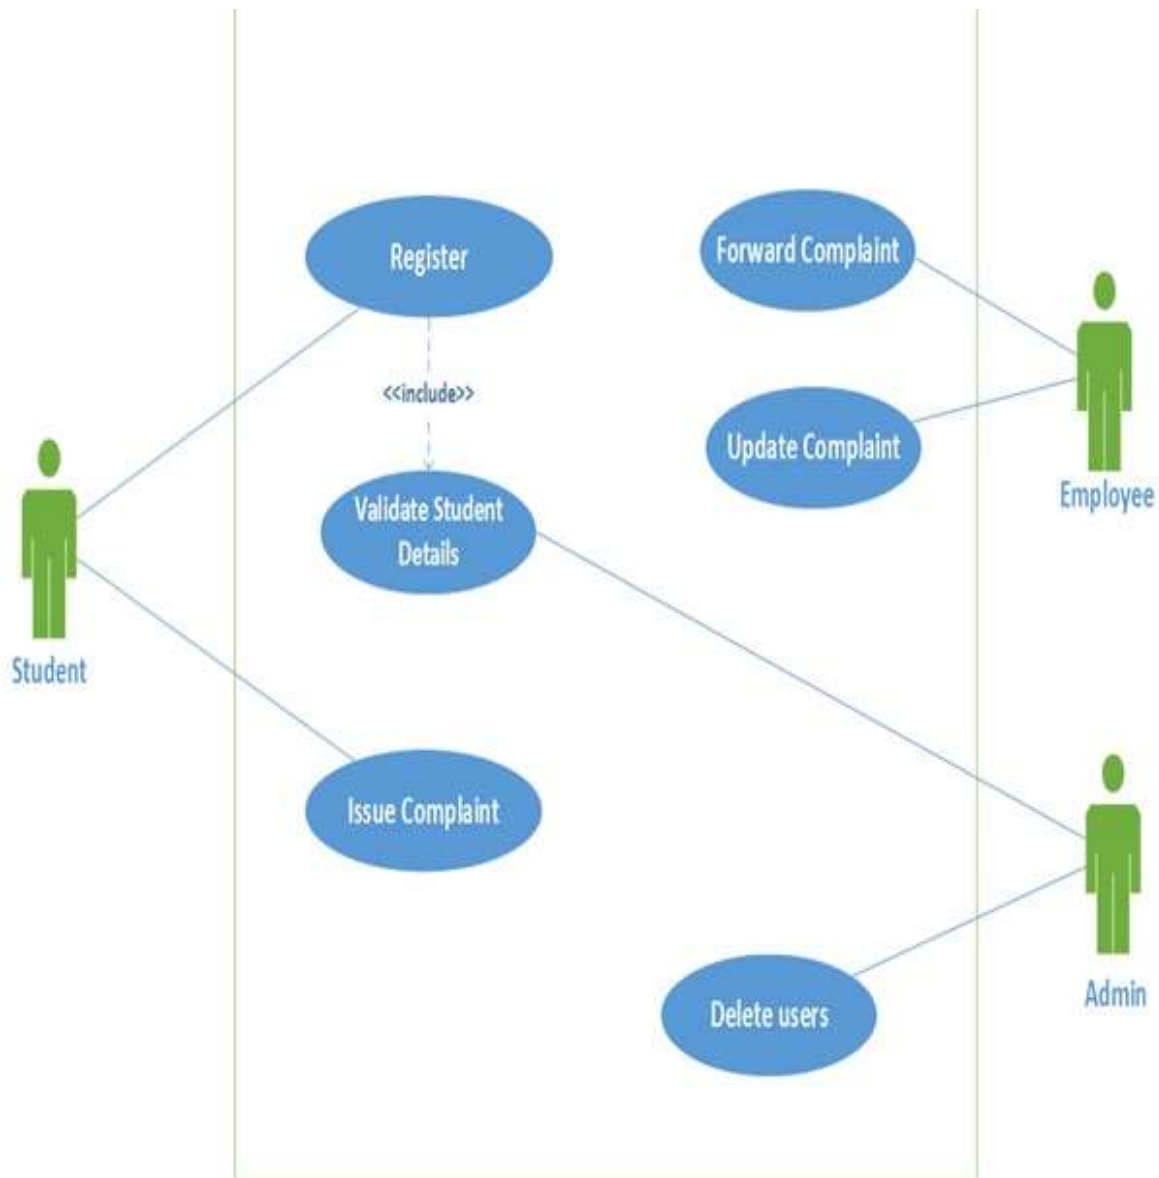 Register
Forward Complaint
<<include>>
Update Complaint
Employee
Validate Student
Details
Student
Issue Complaint
Admin
Delete users